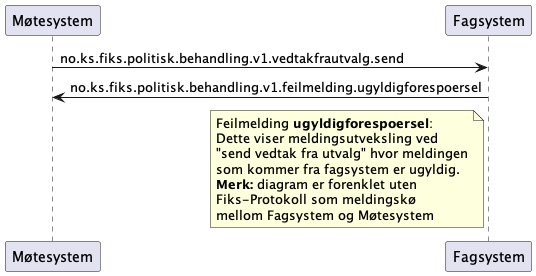 Møtesystem Fagsystem
no.ks.fiks.politisk.behandling.v1.vedtakfrautvalg.send
no.ks.fiks.politisk.behandling.v1.feilmelding.ugyldigforespoersel
Feilmelding ugyldigforespoersel:
Dette viser meldingsutveksling ved
"send vedtak fra utvalg" hvor meldingen
som kommer fra fagsystem er ugyldig.
Merk: diagram er forenklet uten
Fiks-Protokoll som meldingskø
mellom Fagsystem og Møtesystem
Møtesystem Fagsystem